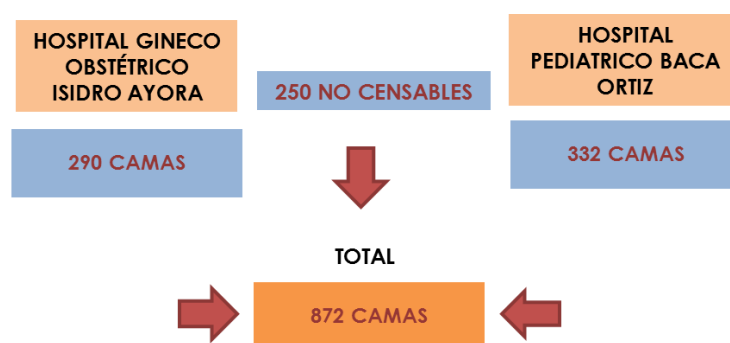 HOSPITAL GINECO
OBSTÉTRICO
ISIDRO AYORA
290 CAMAS
250 NO CENSABLES
HOSPITAL
PEDIATRICO BACA
ORTIZ
332 CAMAS
TOTAL
872 CAMAS